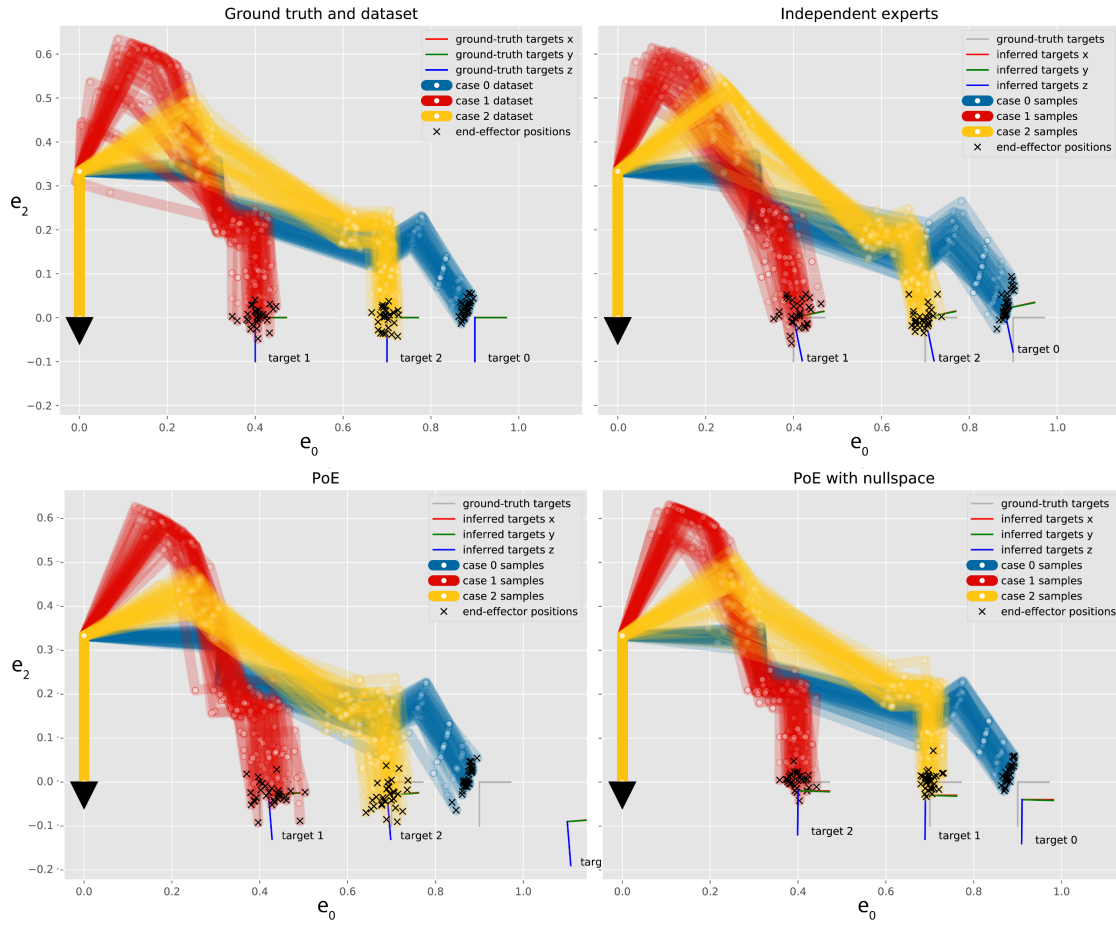 Ground truth and dataset
ground-truth targets x
ground-truth targets y
ground-truth targets z
case 0 dataset
case 1 dataset
case 2 dataset
end-effector positions
0.6
0.5
0.4
0.3
0.2
0.1
0.0
−0.1
−0.2
e2
target 1
target 2
target 0
0.0 0.2 0.4 0.6 0.8 1.0
e0
Independent experts
ground-truth targets
inferred targets x
inferred targets y
inferred targets z
case 0 samples
case 1 samples
case 2 samples
end-effector positions
target 0
target 1
target 2
0.0 0.2 0.4 0.6 0.8 1.0
e0
PoE
ground-truth targets
inferred targets x
inferred targets y
inferred targets z
case 0 samples
case 1 samples
case 2 samples
end-effector positions
0.6
0.5
0.4
0.3
0.2
0.1
0.0
−0.1
−0.2
e2
target 1
target 2
targ
0.0 0.2 0.4 0.6 0.8 1.0
e0
PoE with nullspace
ground-truth targets
inferred targets x
inferred targets y
inferred targets z
case 0 samples
case 1 samples
case 2 samples
end-effector positions
target 2
target 1
target 0
0.0 0.2 0.4 0.6 0.8 1.0
e0